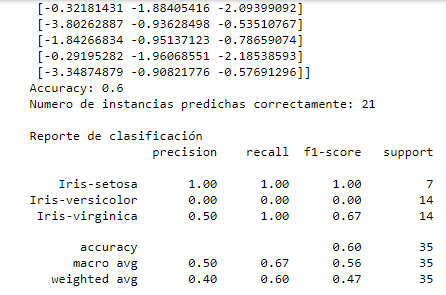 [-0.32181431 -1.88405416 -2.09399092]
[-3.80262887 -0.93628498 -0.53510767]
[-1.84266834 -0.95137123 -0.78659074]
[-0.29195282 -1.96068551 -2.18538593]
[-3.34874879 -0.90821776 -0.57691296]]
Accuracy: 0.6
Numero de instancias predichas correctamente: 21
Reporte de clasificación
precision recall f1-score support
Iris-setosa 1.00 1.00 1.00 7
Iris-versicolor 0.00 0.00 0.00 14
Iris-virginica 0.50 1.00 0.67 14
accuracy 0.60 35
macro avg 0.50 0.67 0.56 35
weighted avg 0.40 0.60 0.47 35